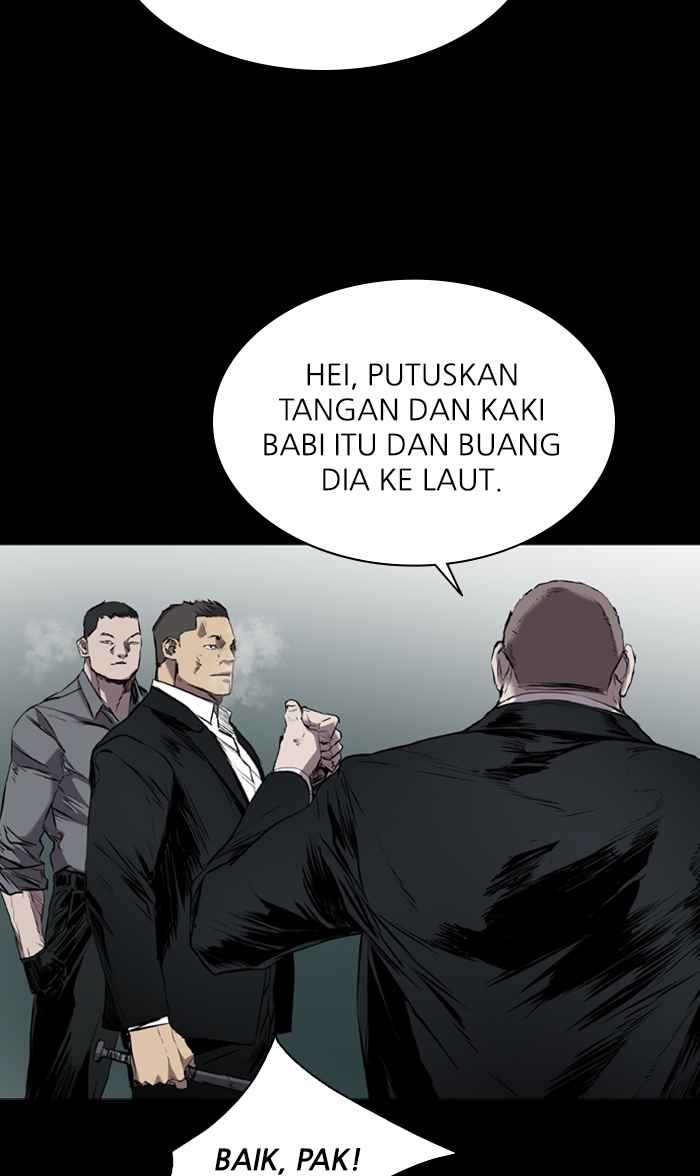 HEI, PUTUSKAN
TANGAN DAN KAKI
BABI ITU DAN BUANG
DIA KE LAUT.
BAIK, PAK!